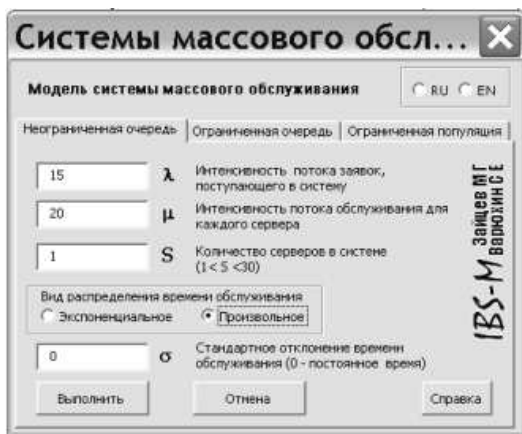 Системы массового обсл...
Модель системы массового обслуживания
RU EN
Неограниченная очередь Ограниченная очередь Ограниченная популяция
15 λ Интенсивность потока заявок, поступающего в систему
20 μ Интенсивность потока обслуживания для каждого сервера
1 S Количество серверов в системе (1< S <30)
Вид распределения времени обслуживания
Экспоненциальное Произвольное
0 σ Стандартное отклонение времени обслуживания (0 - постоянное время)
Выполнить Отмена Справка
IBS-M Зайцев МГ Варюхин С Е